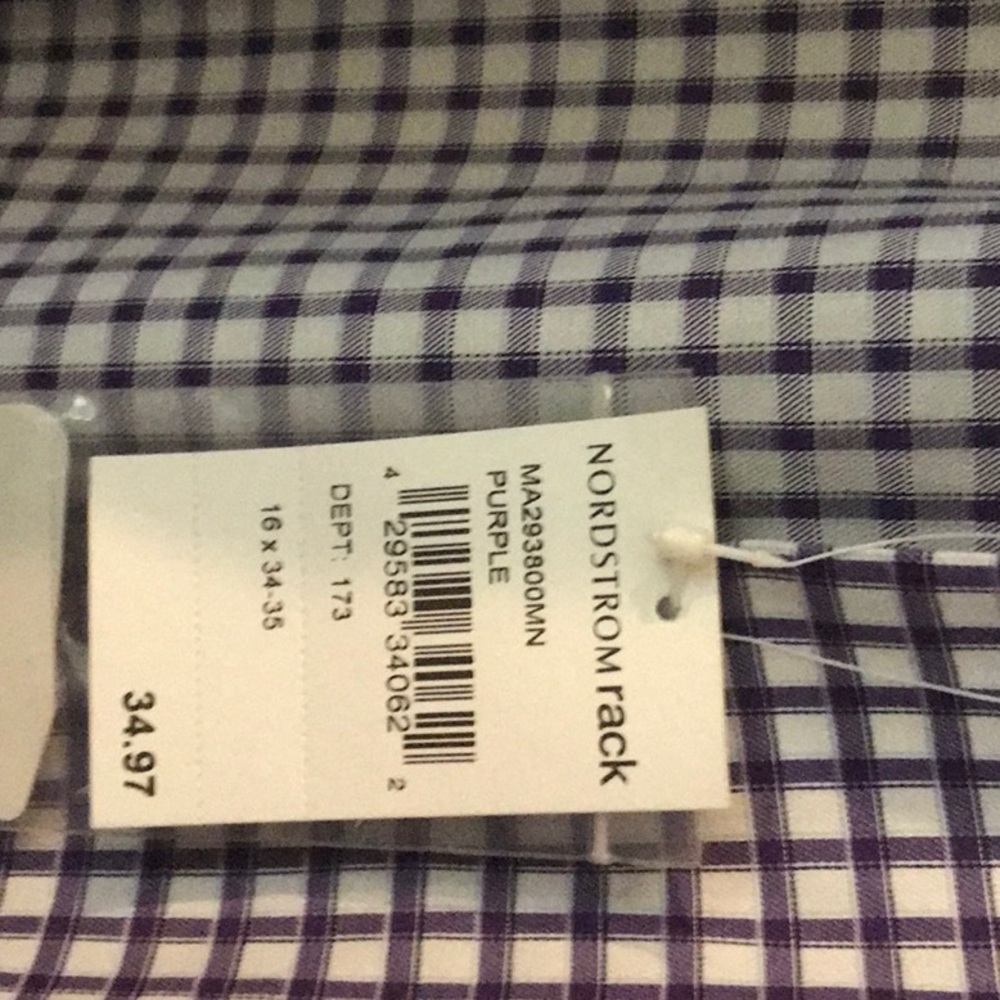 NORDSTROM rack
MA293800MN
PURPLE
4 29583 34062 2
DEPT: 173
16 x 34-35
34.97